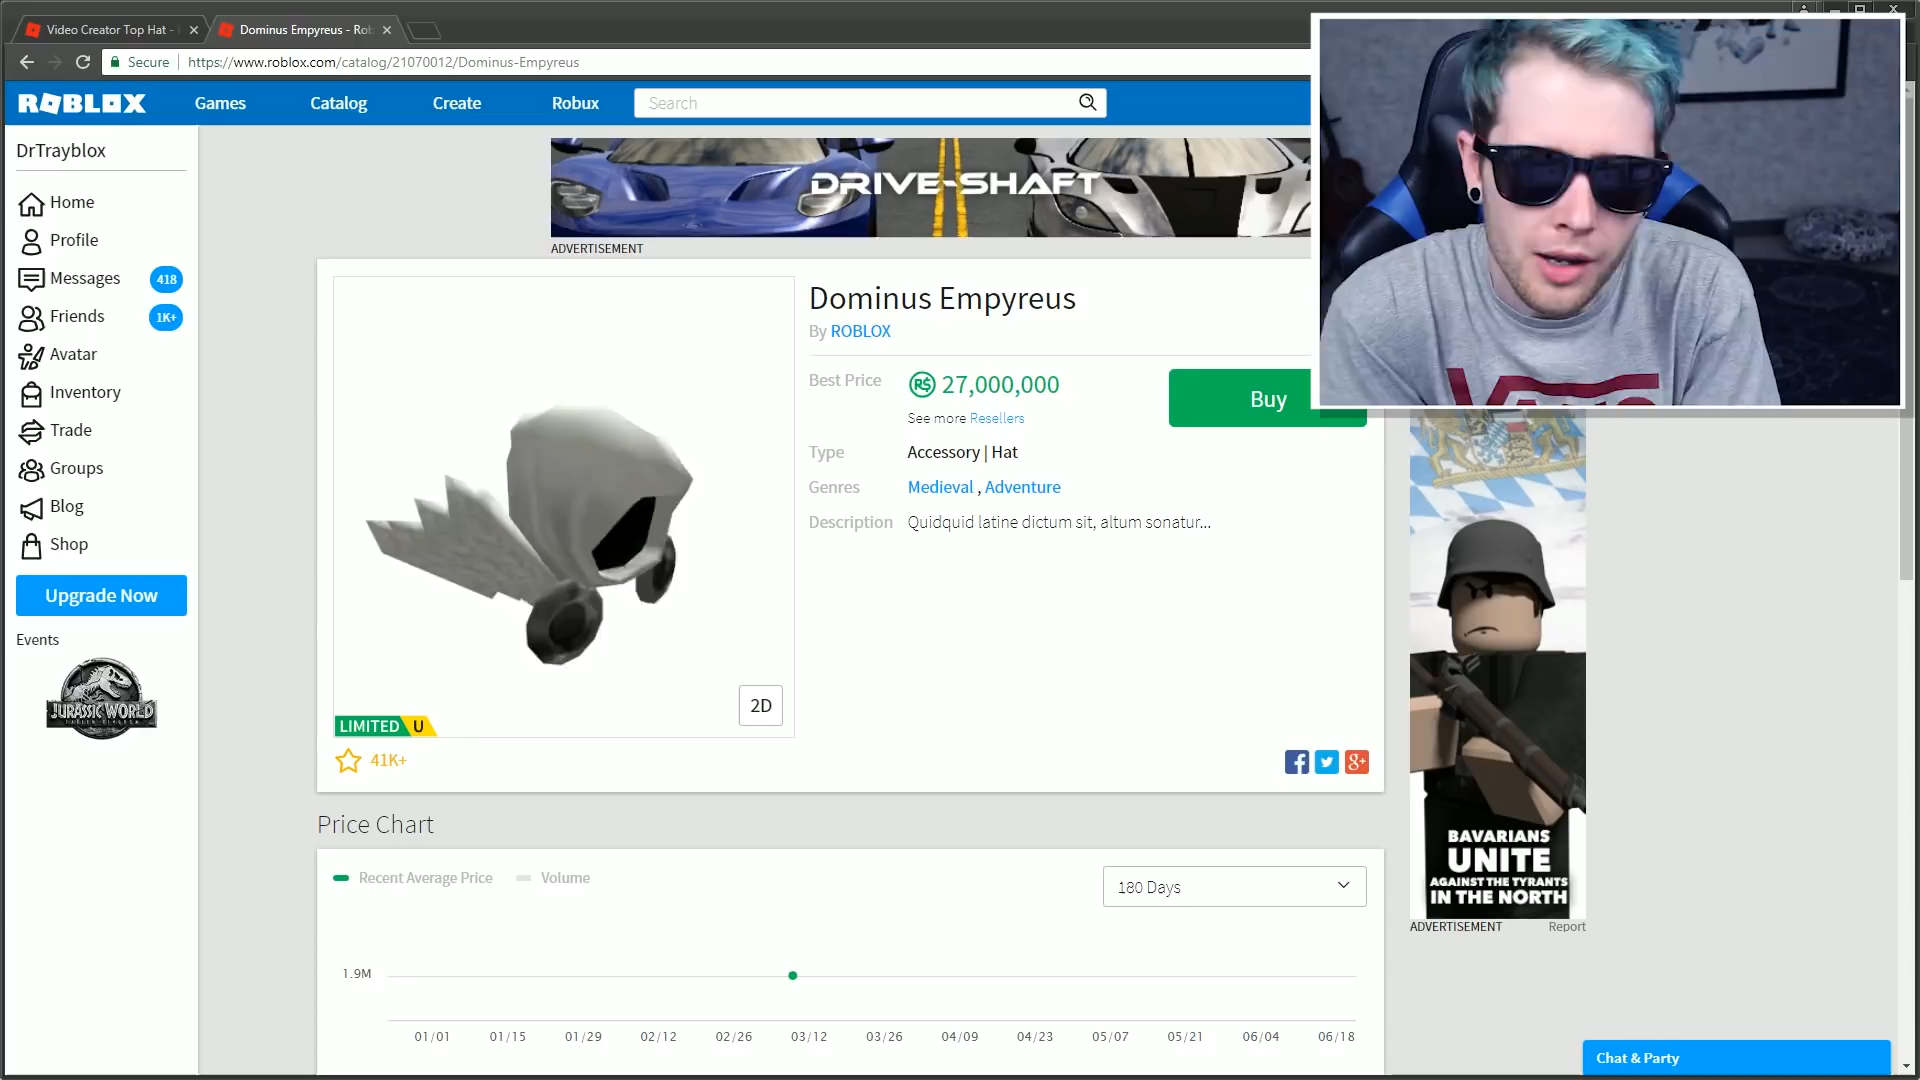 Video Creator Top Hat -
Dominus Empyreus - Rob
Secure
https://www.roblox.com/catalog/21070012/Dominus-Empyreus
ROBLOX
Games
Catalog
Create
Robux
Search
DrTrayblox
Home
Profile
Messages 418
Friends 1K+
Avatar
Inventory
Trade
Groups
Blog
Shop
Upgrade Now
Events
JURASSIC WORLD
DRIVE-SHAFT
ADVERTISEMENT
Dominus Empyreus
By ROBLOX
Best Price R$ 27,000,000
See more Resellers
Buy
Type Accessory | Hat
Genres Medieval , Adventure
Description Quidquid latine dictum sit, altum sonatur...
2D
LIMITED U
41K+
f g+
Price Chart
Recent Average Price Volume
180 Days
1.9M
01/01 01/15 01/29 02/12 02/26 03/12 03/26 04/09 04/23 05/07 05/21 06/04 06/18
BAVARIANS
UNITE
AGAINST THE TYRANTS
IN THE NORTH
ADVERTISEMENT Report
Chat & Party